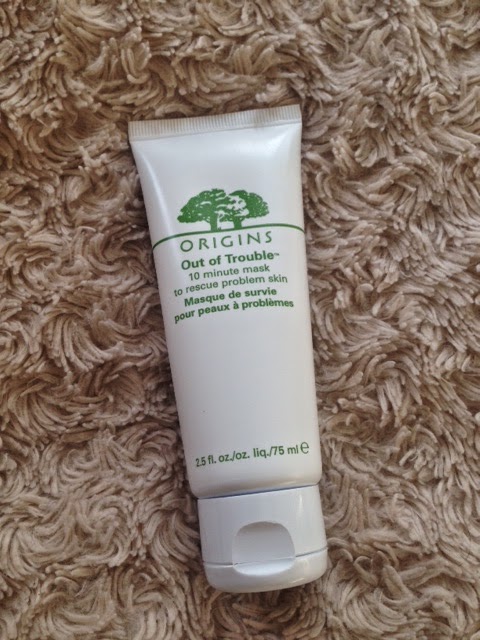 ORIGINS
Out of Trouble™
10 minute mask
to rescue problem skin
Masque de survie
pour peaux à problèmes
2.5 fl. oz./oz. liq./75 ml ℮